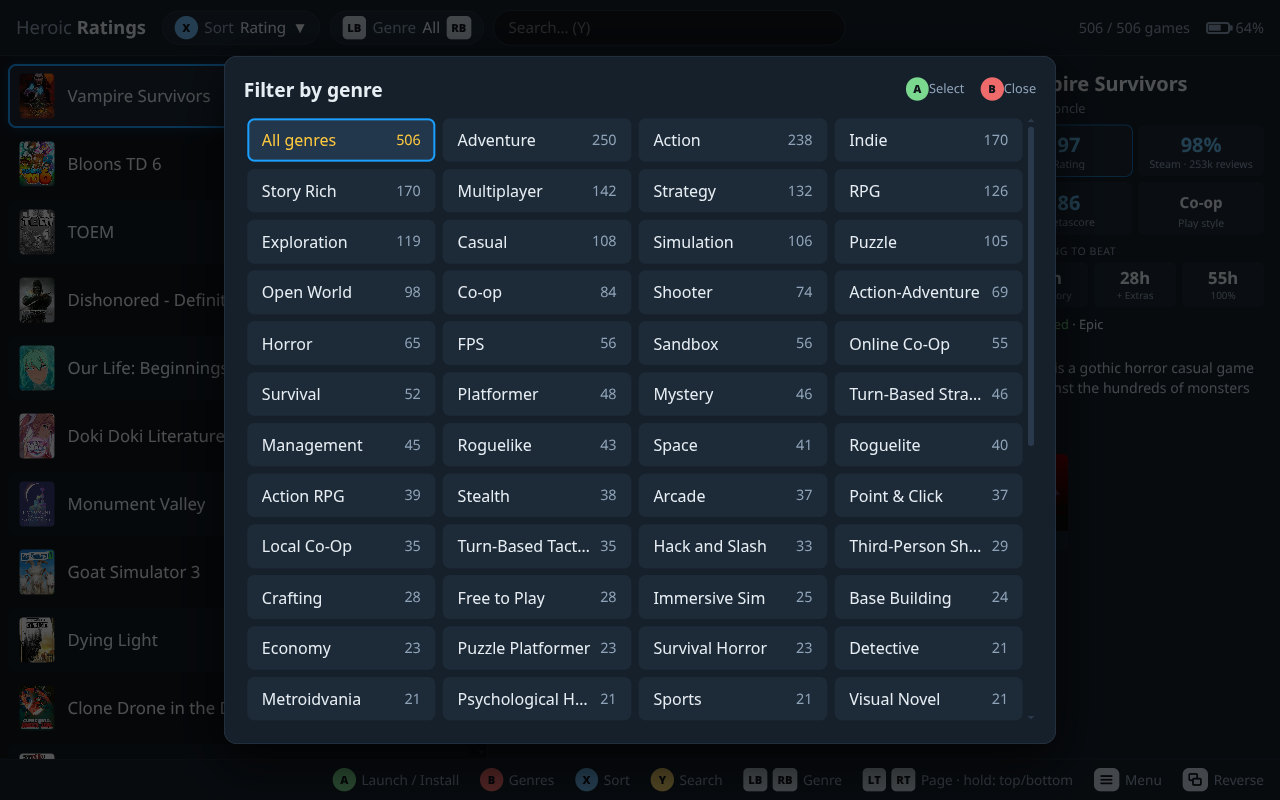 Heroic Ratings X Sort Rating ▼ LB Genre All RB Search... (Y) 506 / 506 games 64%
Filter by genre A Select B Close
All genres 506 Adventure 250 Action 238 Indie 170
Story Rich 170 Multiplayer 142 Strategy 132 RPG 126
Exploration 119 Casual 108 Simulation 106 Puzzle 105
Open World 98 Co-op 84 Shooter 74 Action-Adventure 69
Horror 65 FPS 56 Sandbox 56 Online Co-Op 55
Survival 52 Platformer 48 Mystery 46 Turn-Based Stra... 46
Management 45 Roguelike 43 Space 41 Roguelite 40
Action RPG 39 Stealth 38 Arcade 37 Point & Click 37
Local Co-Op 35 Turn-Based Tact... 35 Hack and Slash 33 Third-Person Sh... 29
Crafting 28 Free to Play 28 Immersive Sim 25 Base Building 24
Economy 23 Puzzle Platformer 23 Survival Horror 23 Detective 21
Metroidvania 21 Psychological H... 21 Sports 21 Visual Novel 21
Vampire Survivors
Bloons TD 6
TOEM
Dishonored - Definit
Our Life: Beginnings
Doki Doki Literature
Monument Valley
Goat Simulator 3
Dying Light
Clone Drone in the D
pire Survivors
oncle
97 98%
Rating Steam · 253k reviews
86 Co-op
tascore Play style
NG TO BEAT
h 28h 55h
ory + Extras 100%
ed · Epic
is a gothic horror casual game
nst the hundreds of monsters
A Launch / Install B Genres X Sort Y Search LB RB Genre LT RT Page · hold: top/bottom Menu Reverse